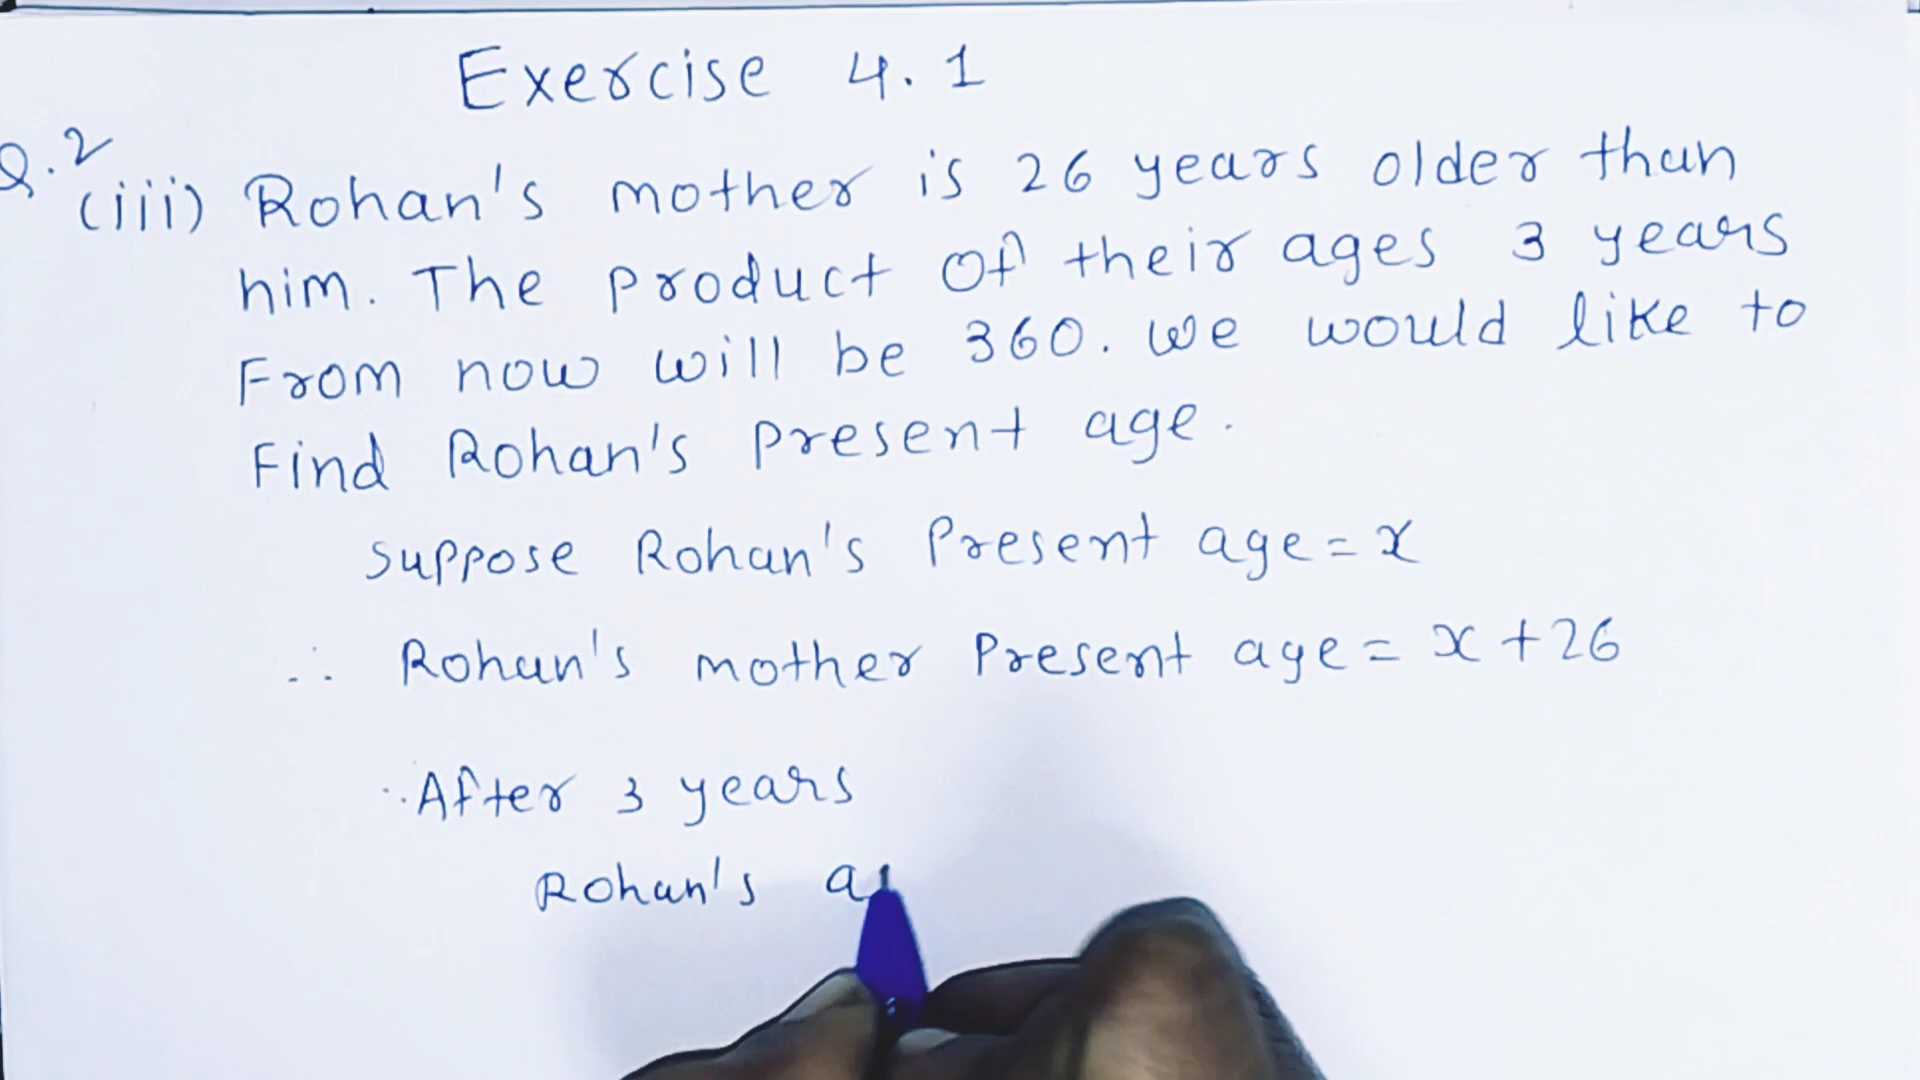 Exercise 4.1
Q.2
(iii) Rohan's mother is 26 years older than
him. The product of their ages 3 years
From now will be 360. we would like to
Find Rohan's present age.
Suppose Rohan's Present age = x
∴ Rohan's mother Present age = x + 26
∴ After 3 years
Rohan's a